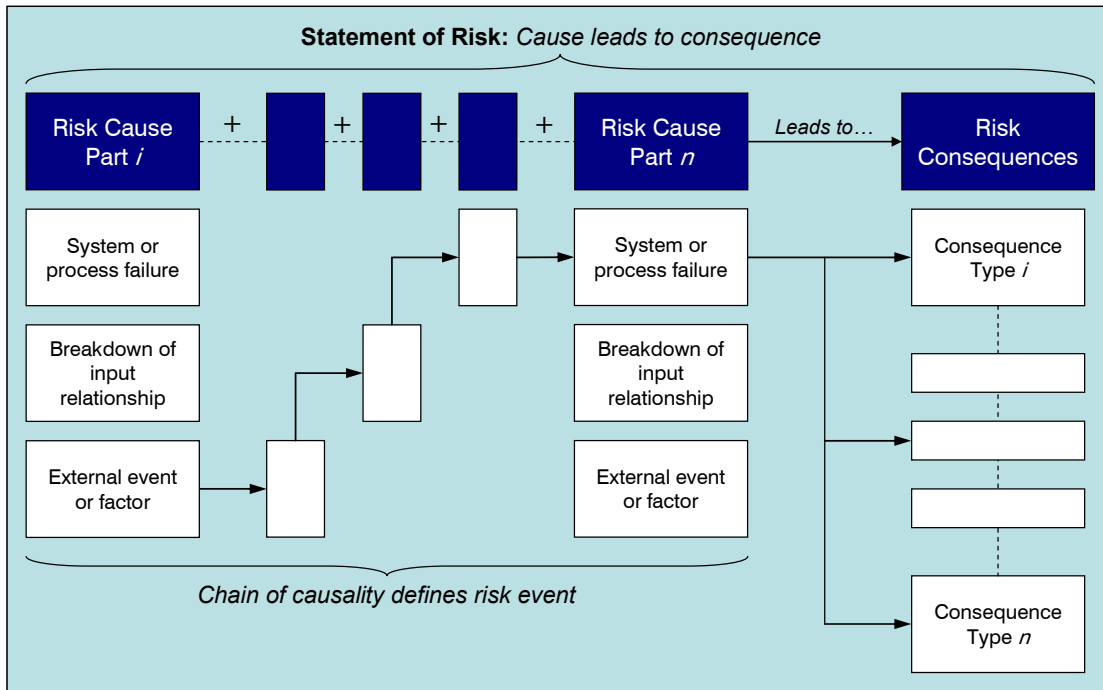 Statement of Risk: Cause leads to consequence
Risk Cause
Part i
+
+
+
+
Risk Cause
Part n
Leads to…
Risk
Consequences
System or
process failure
System or
process failure
Consequence
Type i
Breakdown of
input
relationship
Breakdown of
input
relationship
External event
or factor
External event
or factor
Consequence
Type n
Chain of causality defines risk event